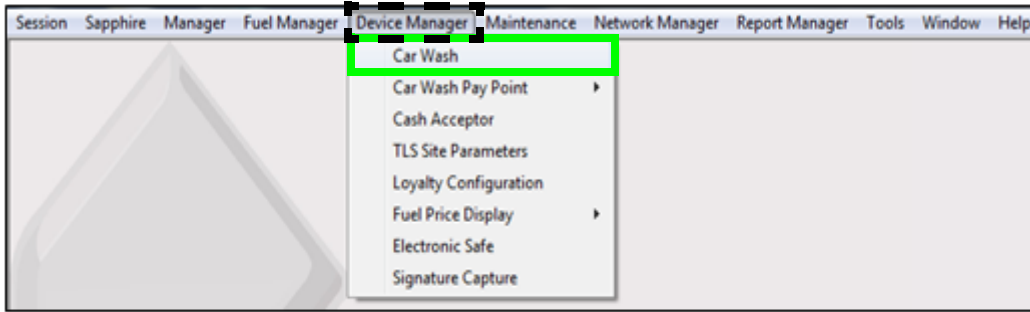 Session Sapphire Manager Fuel Manager Device Manager Maintenance Network Manager Report Manager Tools Window Help
Car Wash
Car Wash Pay Point
Cash Acceptor
TLS Site Parameters
Loyalty Configuration
Fuel Price Display
Electronic Safe
Signature Capture